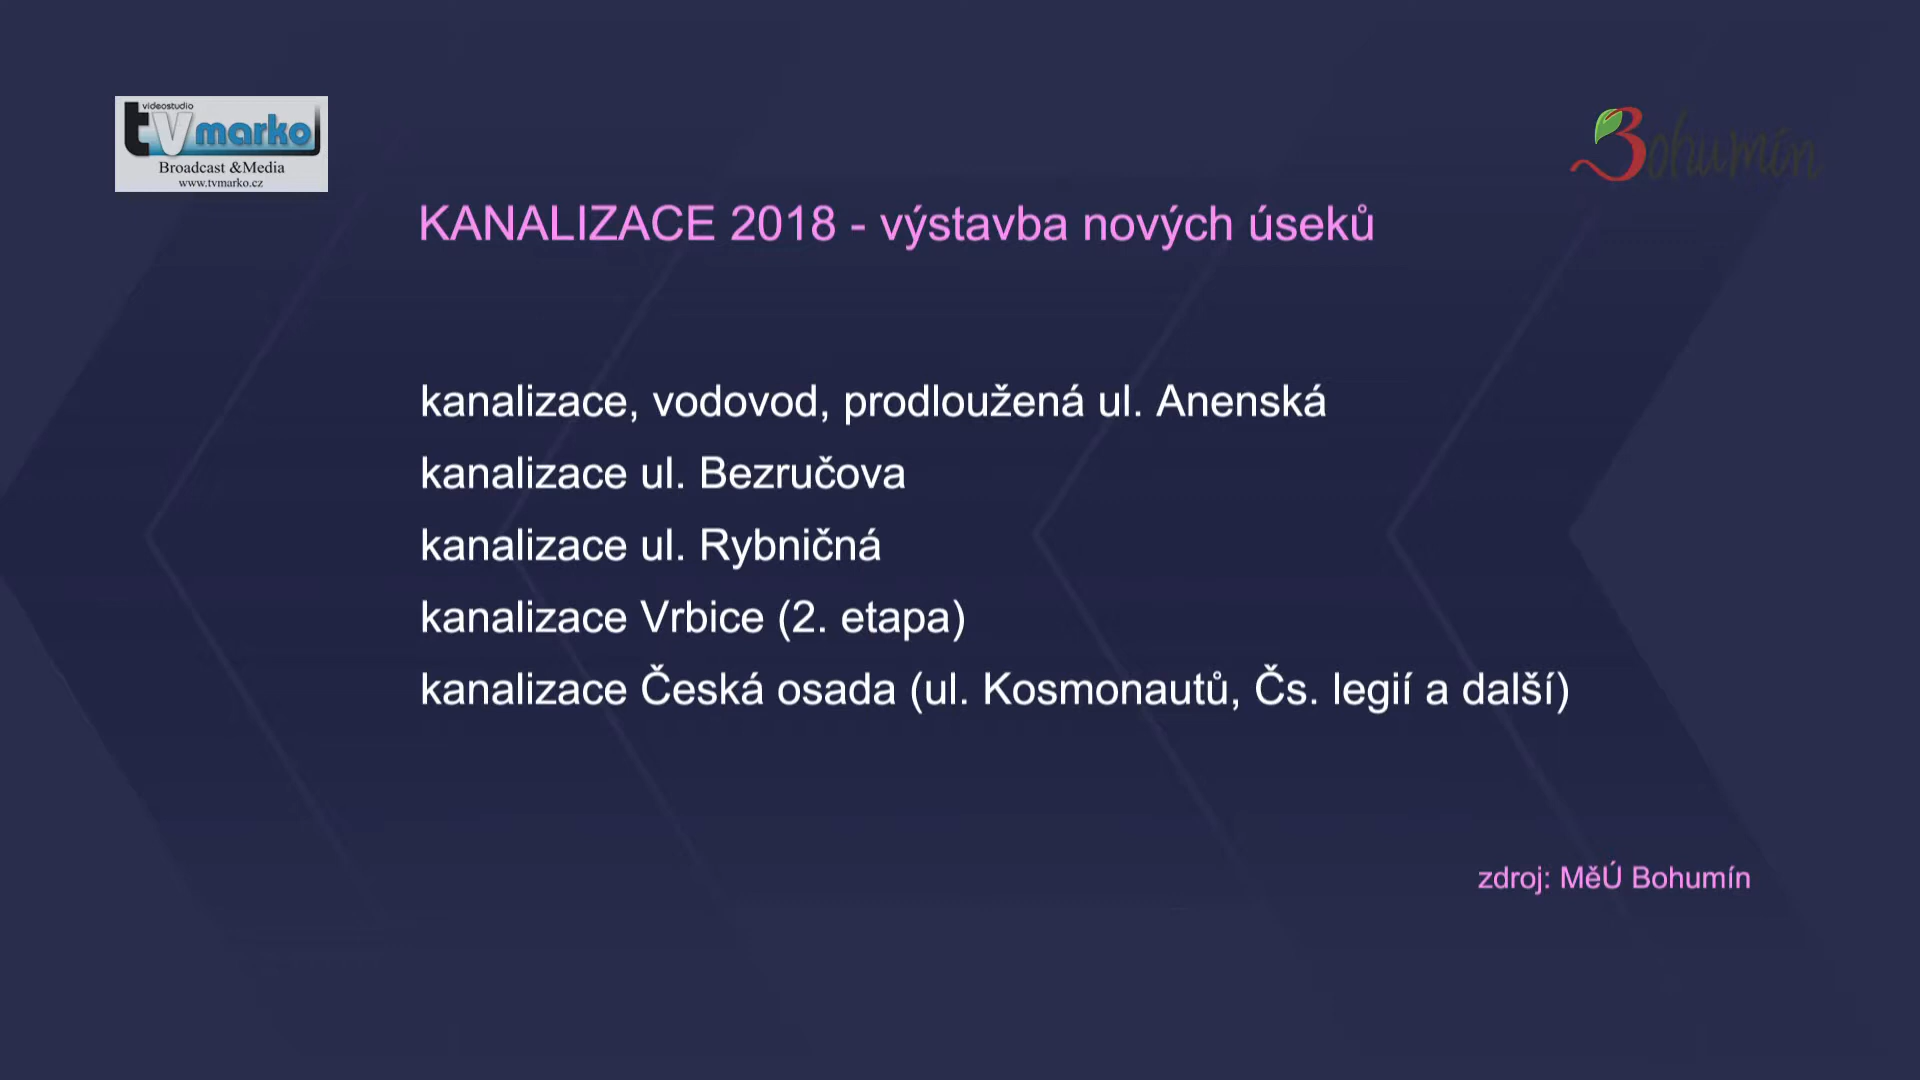 videostudio
tvmarko
Broadcast &Media
www.tvmarko.cz
Bohumín
KANALIZACE 2018 - výstavba nových úseků
kanalizace, vodovod, prodloužená ul. Anenská
kanalizace ul. Bezručova
kanalizace ul. Rybničná
kanalizace Vrbice (2. etapa)
kanalizace Česká osada (ul. Kosmonautů, Čs. legií a další)
zdroj: MěÚ Bohumín